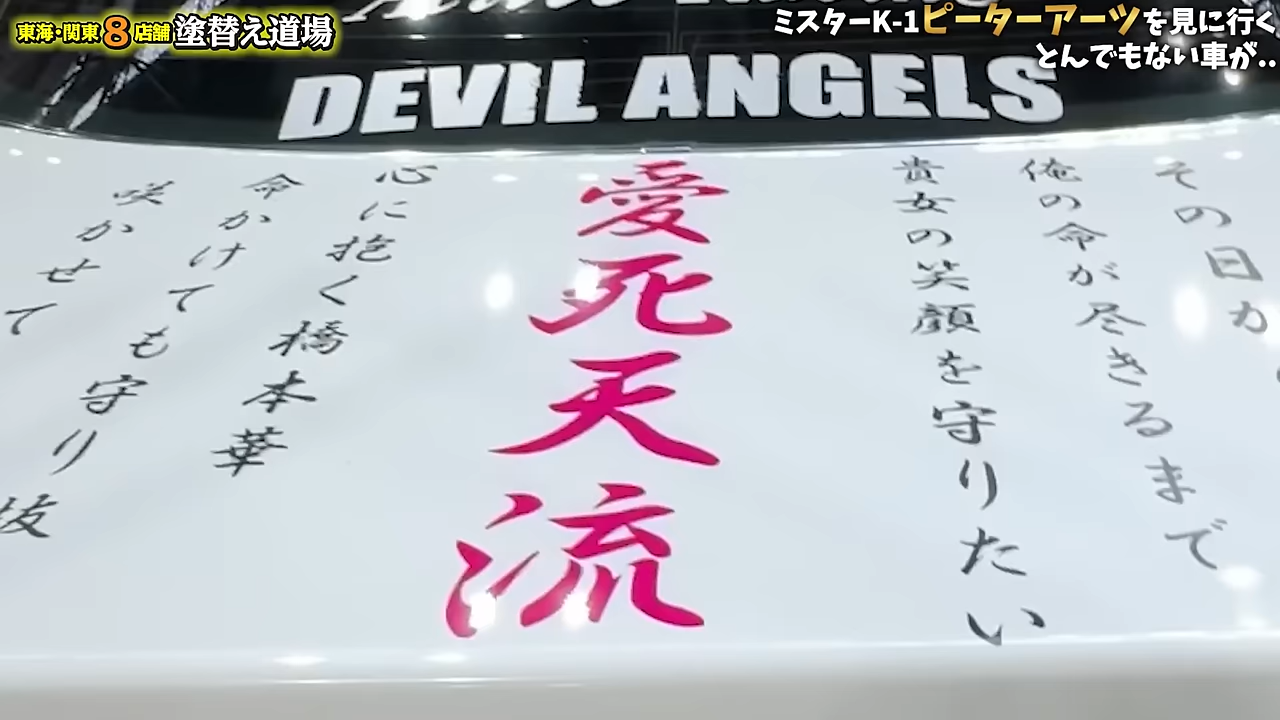 東海・関東8店舗 塗替え道場
ミスターK-1ピーターアーツを見に行く
とんでもない車が..
DEVIL ANGELS
その日か
俺の命が尽きるまで
貴女の笑顔を守りたい
愛死天流
心に抱く橋本華
命かけても守り抜
咲かせて